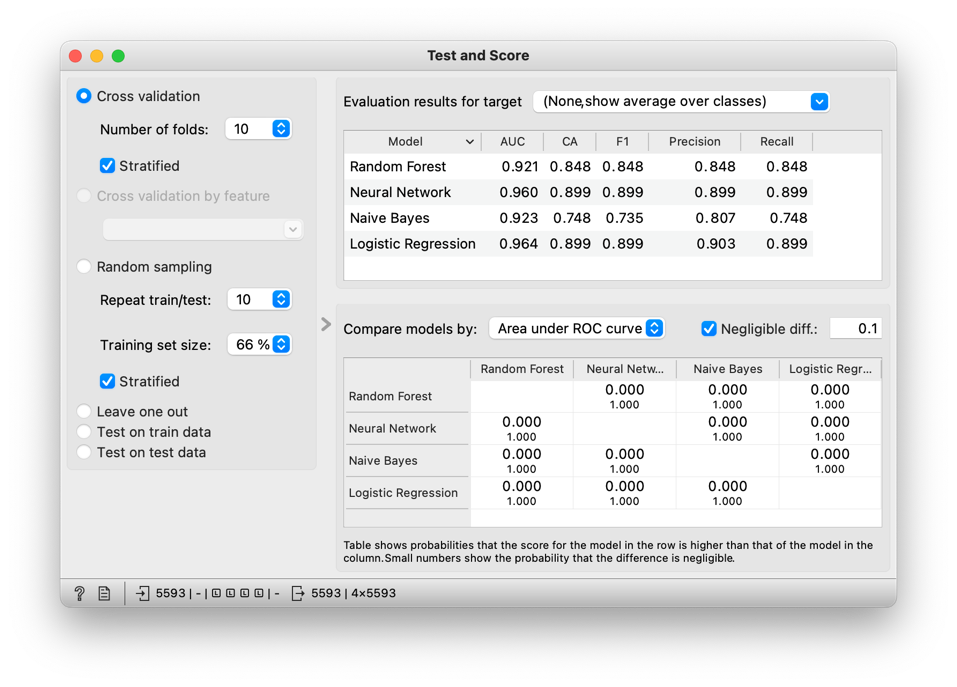 Test and Score
Cross validation
Number of folds: 10
Stratified
Cross validation by feature
Random sampling
Repeat train/test: 10
Training set size: 66 %
Stratified
Leave one out
Test on train data
Test on test data
Evaluation results for target (None,show average over classes)
Model AUC CA F1 Precision Recall
Random Forest 0.921 0.848 0.848 0.848 0.848
Neural Network 0.960 0.899 0.899 0.899 0.899
Naive Bayes 0.923 0.748 0.735 0.807 0.748
Logistic Regression 0.964 0.899 0.899 0.903 0.899
Compare models by: Area under ROC curve Negligible diff.: 0.1
Random Forest Neural Netw... Naive Bayes Logistic Regr...
Random Forest 0.000 0.000 0.000
1.000 1.000 1.000
Neural Network 0.000 0.000 0.000
1.000 1.000 1.000
Naive Bayes 0.000 0.000 0.000
1.000 1.000 1.000
Logistic Regression 0.000 0.000 0.000
1.000 1.000 1.000
Table shows probabilities that the score for the model in the row is higher than that of the model in the
column.Small numbers show the probability that the difference is negligible.
? 5593 | - | L L L L | - 5593 | 4×5593